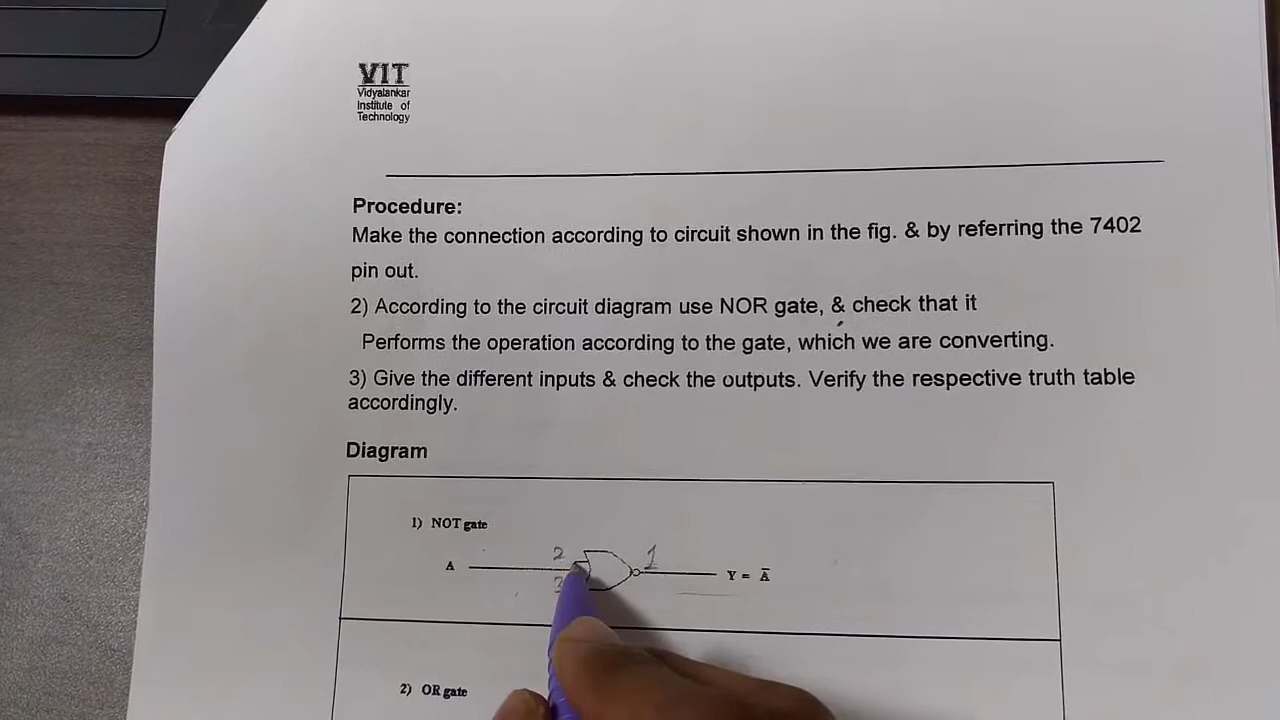 VIT
Vidyalankar
Institute of
Technology
Procedure:
Make the connection according to circuit shown in the fig. & by referring the 7402
pin out.
2) According to the circuit diagram use NOR gate, & check that it
Performs the operation according to the gate, which we are converting.
3) Give the different inputs & check the outputs. Verify the respective truth table
accordingly.
Diagram
1) NOT gate
2 1
A Y = A̅
2) OR gate